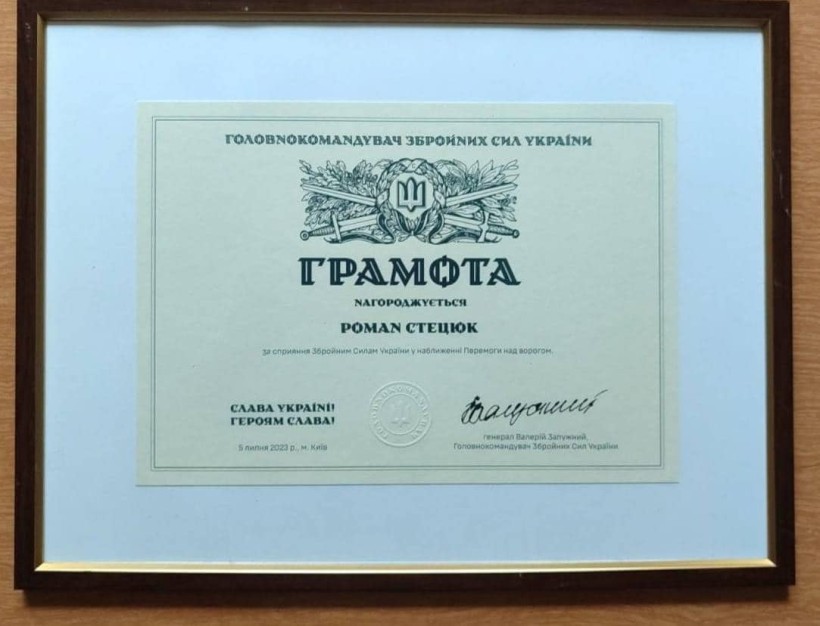 ГОЛОВНОКОМАНДУВАЧ ЗБРОЙНИХ СИЛ УКРАЇНИ
ГРАМОТА
НАГОРОДЖУЄТЬСЯ
РОМАН СТЕЦЮК
за сприяння Збройним Силам України у наближенні Перемоги над ворогом.
СЛАВА УКРАЇНІ!
ГЕРОЯМ СЛАВА!
5 липня 2023 р., м. Київ
ГОЛОВНОКОМАНДУВАЧ
генерал Валерій Залужний,
Головнокомандувач Збройних Сил України